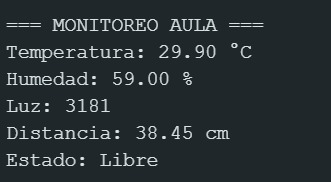 === MONITOREO AULA ===
Temperatura: 29.90 °C
Humedad: 59.00 %
Luz: 3181
Distancia: 38.45 cm
Estado: Libre